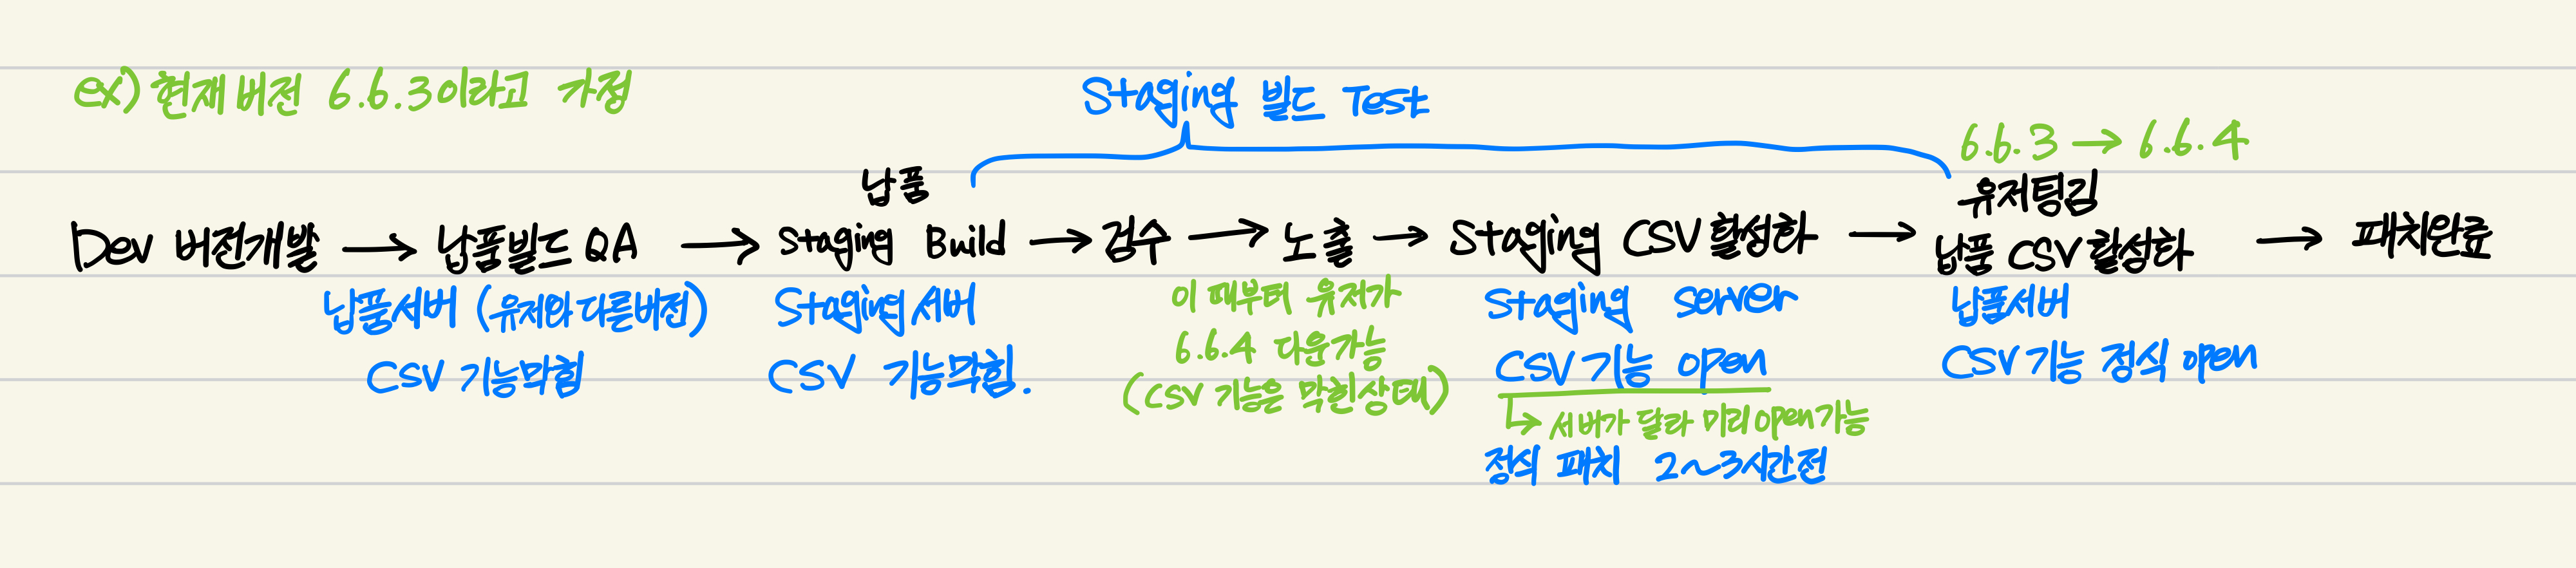 ex) 현재 버전 6.6.3이라고 가정
Staging 빌드 Test
6.6.3 → 6.6.4
납품
유저팅김
Dev 버전개발 → 납품빌드 QA → Staging Build → 검수 → 노출 → Staging CSV 활성화 → 납품 CSV 활성화 → 패치완료
납품서버 (유저와 다른버전)
CSV 기능막힘
Staging 서버
CSV 기능막힘.
이 때부터 유저가
6.6.4 다운가능
(CSV 기능은 막힌상태)
Staging server
CSV 기능 open
↳ 서버가 달라 미리 open 가능
정식 패치 2~3시간전
납품서버
CSV 기능 정식 open